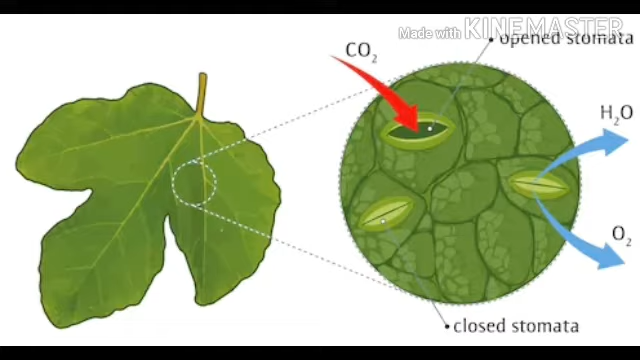 Made with KINEMASTER
opened stomata
CO₂
H₂O
O₂
closed stomata